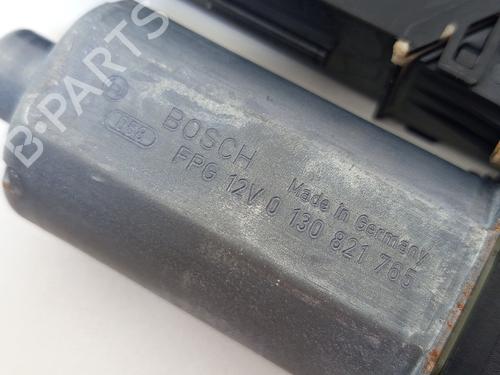 BOSCH
Made in Germany
FPG 12V 0 130 821 765
B-PARTS